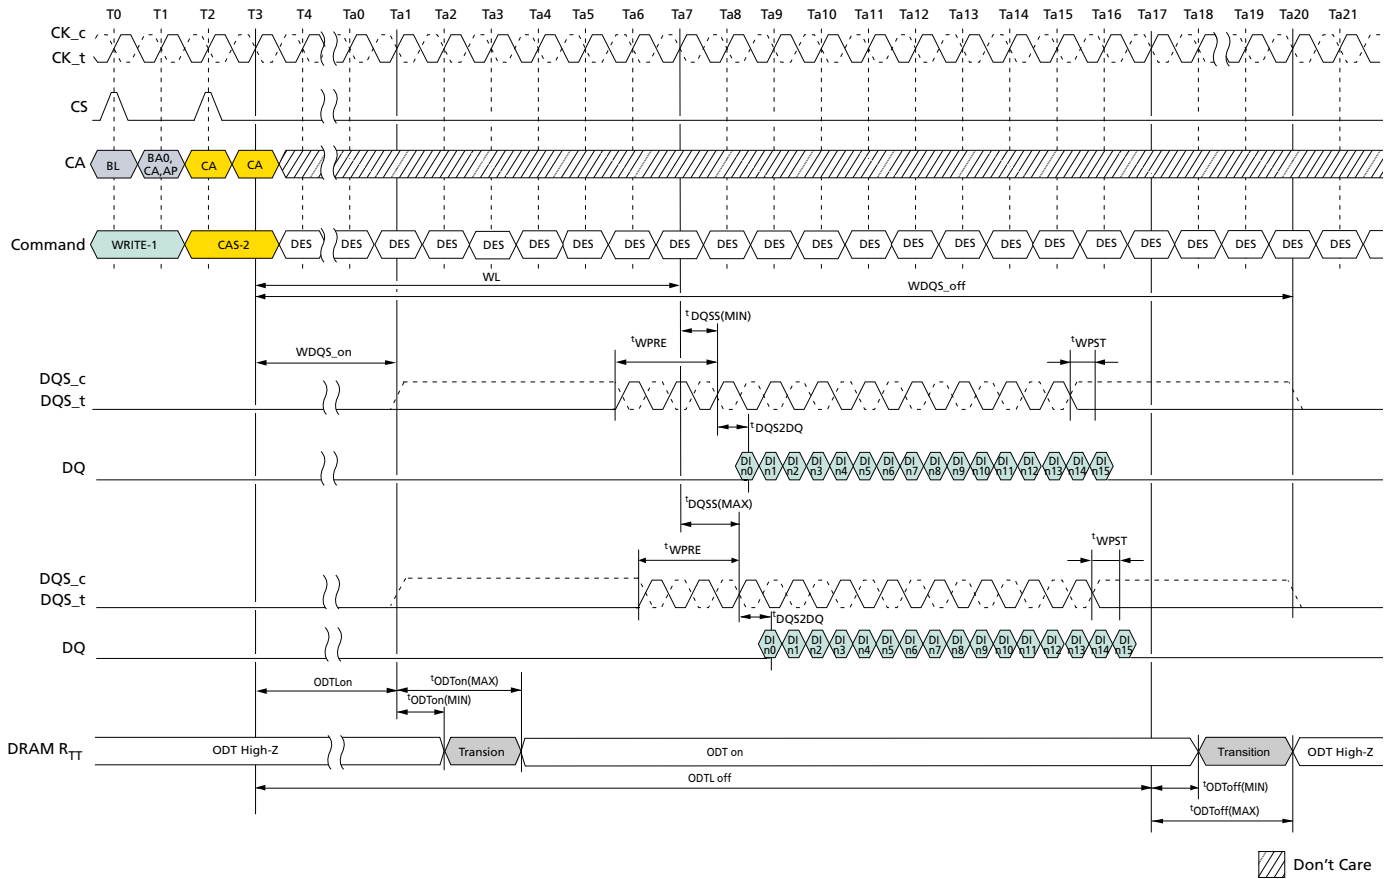 T0 T1 T2 T3 T4 Ta0 Ta1 Ta2 Ta3 Ta4 Ta5 Ta6 Ta7 Ta8 Ta9 Ta10 Ta11 Ta12 Ta13 Ta14 Ta15 Ta16 Ta17 Ta18 Ta19 Ta20 Ta21
CK_c
CK_t
CS
CA BL BA0, CA CA
CA,AP
Command WRITE-1 CAS-2 DES DES DES DES DES DES DES DES DES DES DES DES DES DES DES DES DES DES DES DES DES DES DES
WL
WDQS_off
tDQSS(MIN)
WDQS_on tWPRE tWPST
DQS_c
DQS_t
tDQS2DQ
DQ DI DI DI DI DI DI DI DI DI DI DI DI DI DI DI DI
n0 n1 n2 n3 n4 n5 n6 n7 n8 n9 n10 n11 n12 n13 n14 n15
tDQSS(MAX)
tWPRE tWPST
DQS_c
DQS_t
tDQS2DQ
DQ DI DI DI DI DI DI DI DI DI DI DI DI DI DI DI DI
n0 n1 n2 n3 n4 n5 n6 n7 n8 n9 n10 n11 n12 n13 n14 n15
ODTLon tODTon(MAX)
tODTon(MIN)
DRAM RTT ODT High-Z Transion ODT on Transition ODT High-Z
ODTL off tODToff(MIN)
tODToff(MAX)
Don't Care